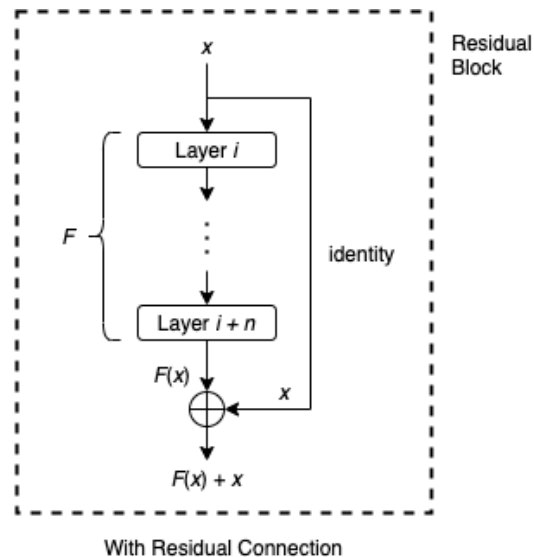 Residual
Block
x
Layer i
⋮
F
identity
Layer i + n
F(x)
x
F(x) + x
With Residual Connection